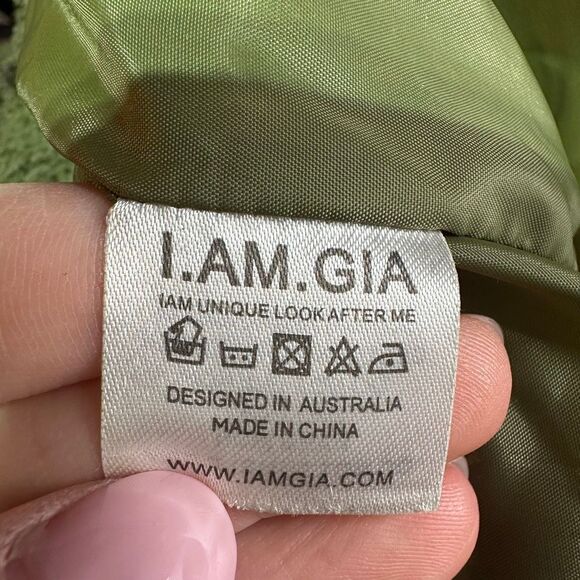 I.AM.GIA
IAM UNIQUE LOOK AFTER ME
DESIGNED IN AUSTRALIA
MADE IN CHINA
WWW.IAMGIA.COM